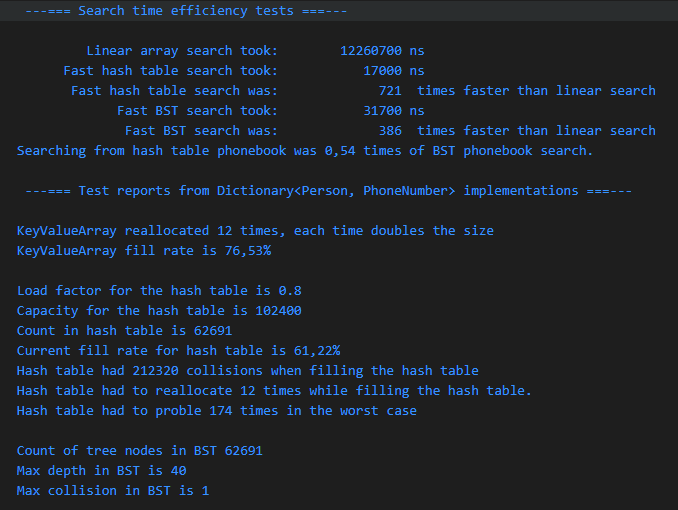 ---=== Search time efficiency tests ===---
Linear array search took: 12260700 ns
Fast hash table search took: 17000 ns
Fast hash table search was: 721 times faster than linear search
Fast BST search took: 31700 ns
Fast BST search was: 386 times faster than linear search
Searching from hash table phonebook was 0,54 times of BST phonebook search.
---=== Test reports from Dictionary<Person, PhoneNumber> implementations ===---
KeyValueArray reallocated 12 times, each time doubles the size
KeyValueArray fill rate is 76,53%
Load factor for the hash table is 0.8
Capacity for the hash table is 102400
Count in hash table is 62691
Current fill rate for hash table is 61,22%
Hash table had 212320 collisions when filling the hash table
Hash table had to reallocate 12 times while filling the hash table.
Hash table had to proble 174 times in the worst case
Count of tree nodes in BST 62691
Max depth in BST is 40
Max collision in BST is 1